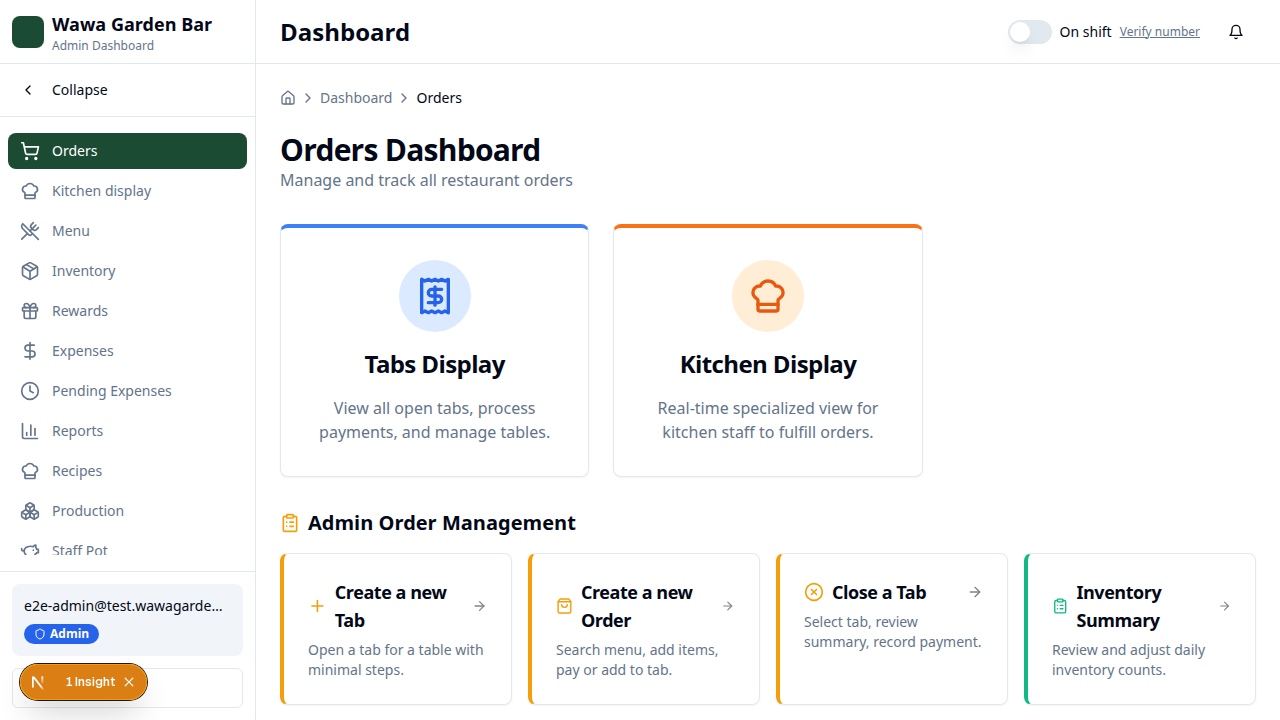 Wawa Garden Bar
Admin Dashboard
Collapse
Orders
Kitchen display
Menu
Inventory
Rewards
Expenses
Pending Expenses
Reports
Recipes
Production
Staff Pot
e2e-admin@test.wawagarde...
Admin
1 Insight
Dashboard
On shift
Verify number
Dashboard
Orders
Orders Dashboard
Manage and track all restaurant orders
Tabs Display
View all open tabs, process
payments, and manage tables.
Kitchen Display
Real-time specialized view for
kitchen staff to fulfill orders.
Admin Order Management
Create a new
Tab
Open a tab for a table with
minimal steps.
Create a new
Order
Search menu, add items,
pay or add to tab.
Close a Tab
Select tab, review
summary, record payment.
Inventory
Summary
Review and adjust daily
inventory counts.